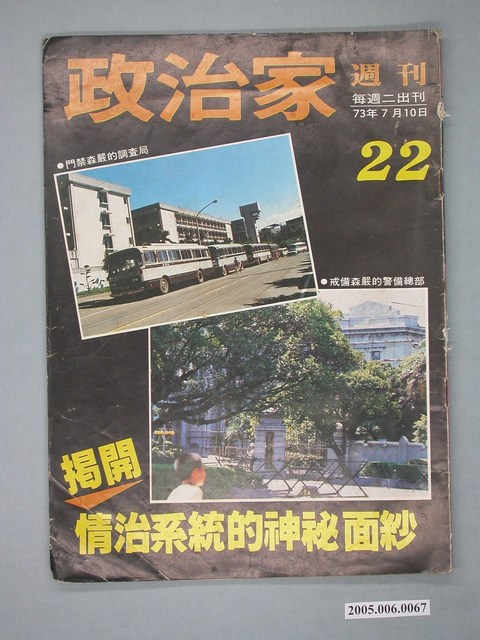 政治家
週刊
每週二出刊
73年7月10日
22
●門禁森嚴的調查局
●戒備森嚴的警備總部
揭開
情治系統的神祕面紗
2005.006.0067